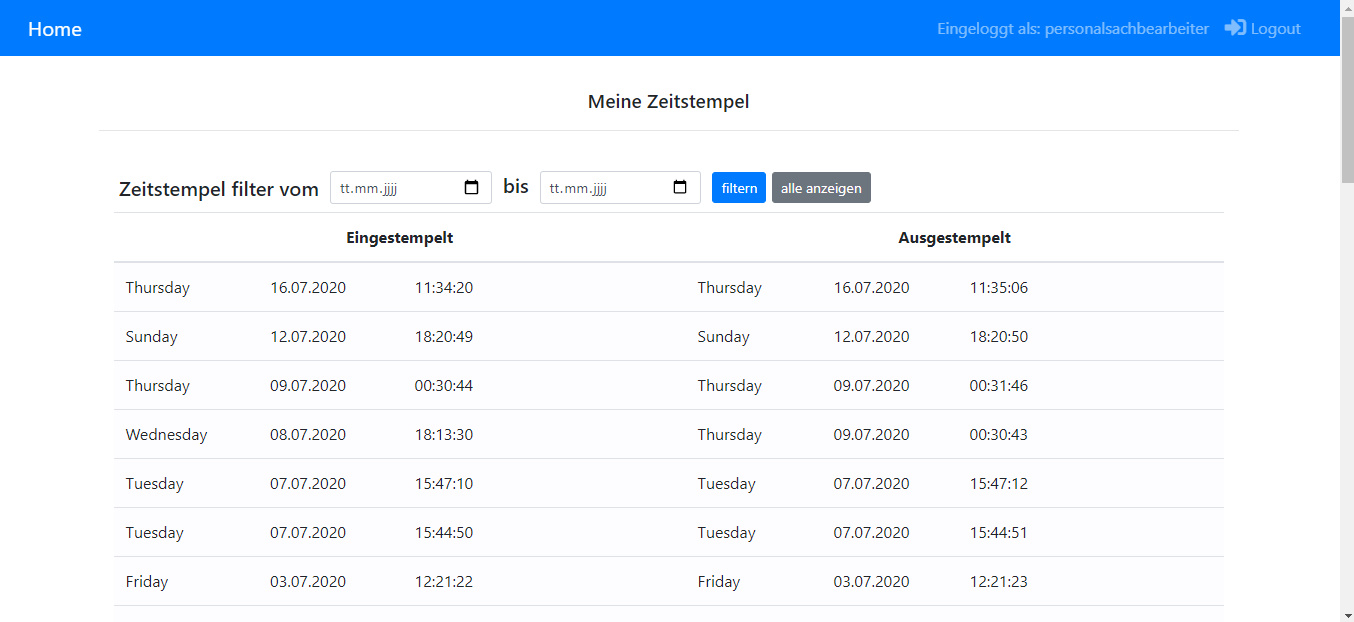 Home Eingeloggt als: personalsachbearbeiter Logout
Meine Zeitstempel
Zeitstempel filter vom tt.mm.jjjj bis tt.mm.jjjj filtern alle anzeigen
Eingestempelt Ausgestempelt
Thursday 16.07.2020 11:34:20 Thursday 16.07.2020 11:35:06
Sunday 12.07.2020 18:20:49 Sunday 12.07.2020 18:20:50
Thursday 09.07.2020 00:30:44 Thursday 09.07.2020 00:31:46
Wednesday 08.07.2020 18:13:30 Thursday 09.07.2020 00:30:43
Tuesday 07.07.2020 15:47:10 Tuesday 07.07.2020 15:47:12
Tuesday 07.07.2020 15:44:50 Tuesday 07.07.2020 15:44:51
Friday 03.07.2020 12:21:22 Friday 03.07.2020 12:21:23